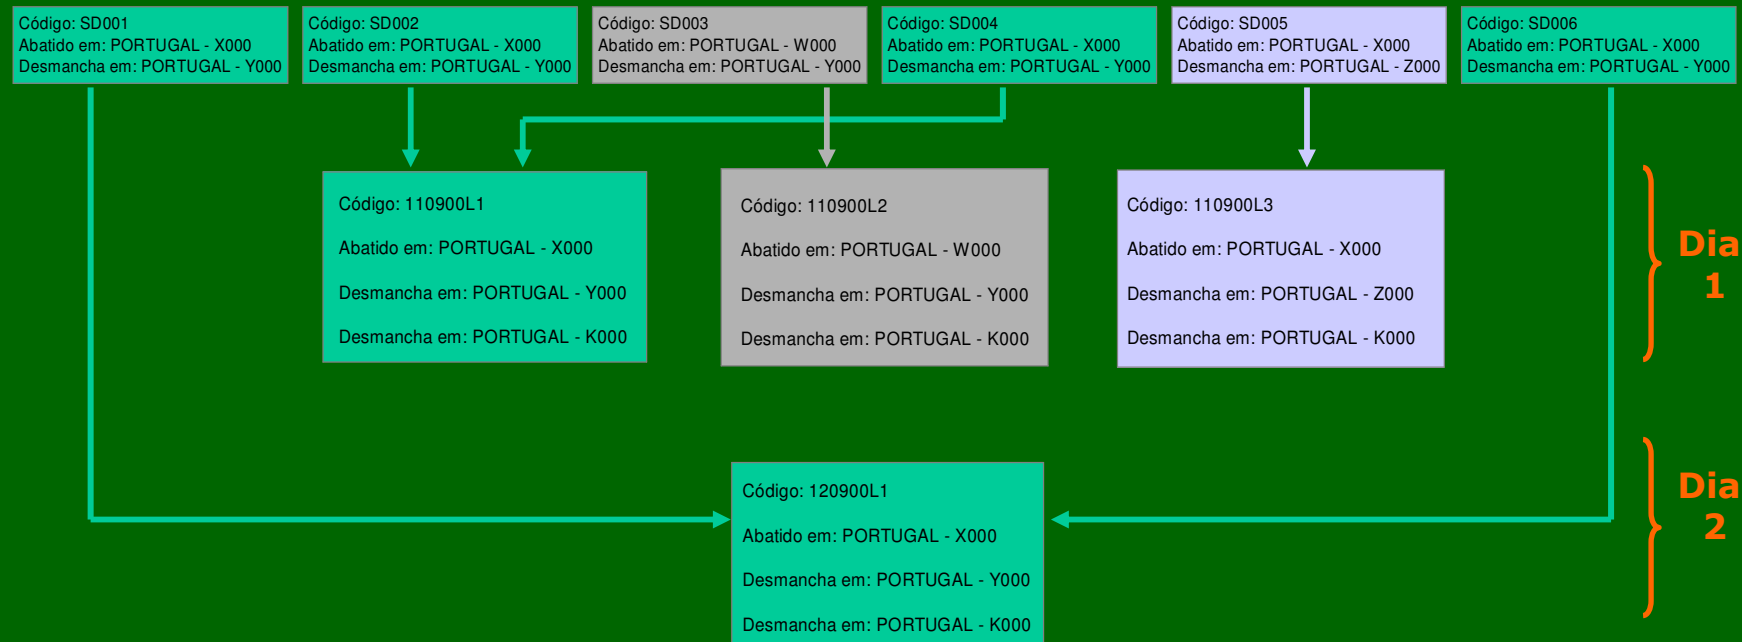 Código: SD001
Abatido em: PORTUGAL - X000
Desmancha em: PORTUGAL - Y000
Código: SD002
Abatido em: PORTUGAL - X000
Desmancha em: PORTUGAL - Y000
Código: SD003
Abatido em: PORTUGAL - W000
Desmancha em: PORTUGAL - Y000
Código: SD004
Abatido em: PORTUGAL - X000
Desmancha em: PORTUGAL - Y000
Código: SD005
Abatido em: PORTUGAL - X000
Desmancha em: PORTUGAL - Z000
Código: SD006
Abatido em: PORTUGAL - X000
Desmancha em: PORTUGAL - Y000
Código: 110900L1
Abatido em: PORTUGAL - X000
Desmancha em: PORTUGAL - Y000
Desmancha em: PORTUGAL - K000
Código: 110900L2
Abatido em: PORTUGAL - W000
Desmancha em: PORTUGAL - Y000
Desmancha em: PORTUGAL - K000
Código: 110900L3
Abatido em: PORTUGAL - X000
Desmancha em: PORTUGAL - Z000
Desmancha em: PORTUGAL - K000
Dia
1
Código: 120900L1
Abatido em: PORTUGAL - X000
Desmancha em: PORTUGAL - Y000
Desmancha em: PORTUGAL - K000
Dia
2